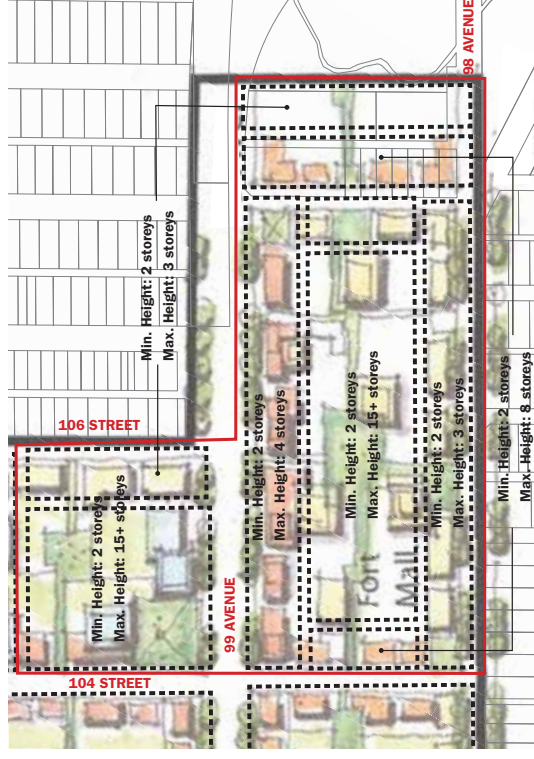 98 AVENUE
Min. Height: 2 storeys
Max. Height: 3 storeys
106 STREET
Min. Height: 2 storeys
Max. Height: 15+ storeys
Min. Height: 2 storeys
Max. Height: 4 storeys
Min. Height: 2 storeys
Max. Height: 15+ storeys
Min. Height: 2 storeys
Max. Height: 3 storeys
Min. Height: 2 storeys
Max. Height: 8 storeys
Fort
Mall
99 AVENUE
104 STREET